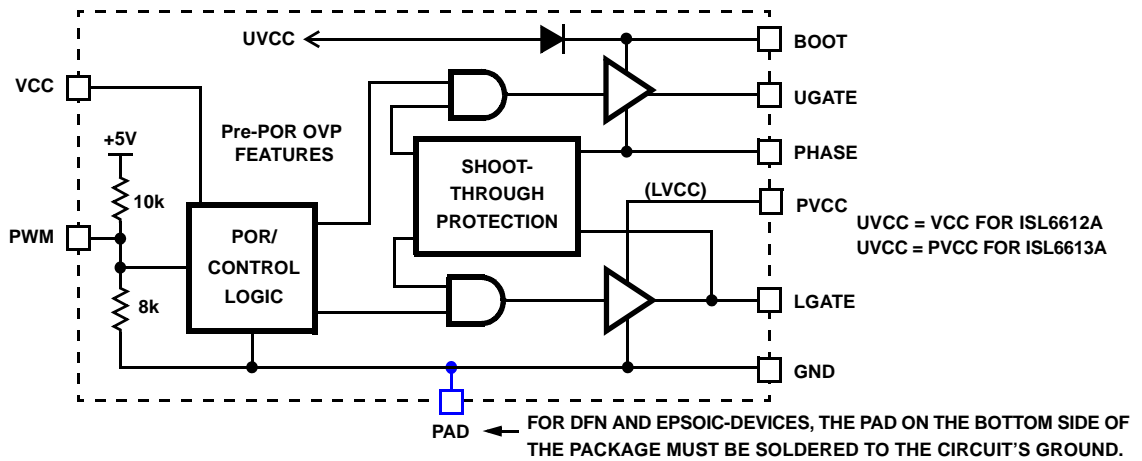 UVCC
BOOT
VCC
UGATE
Pre-POR OVP
FEATURES
+5V
10k
SHOOT-
THROUGH
PROTECTION
PHASE
(LVCC)
PVCC
UVCC = VCC FOR ISL6612A
UVCC = PVCC FOR ISL6613A
PWM
POR/
CONTROL
LOGIC
8k
LGATE
GND
PAD
FOR DFN AND EPSOIC-DEVICES, THE PAD ON THE BOTTOM SIDE OF
THE PACKAGE MUST BE SOLDERED TO THE CIRCUIT'S GROUND.